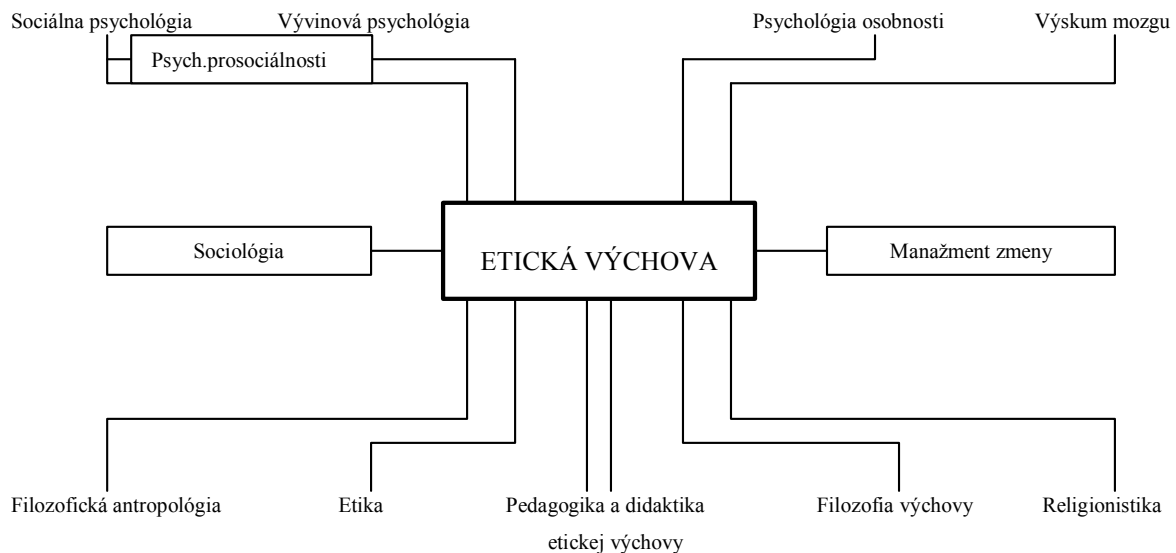 Sociálna psychológia
Vývinová psychológia
Psychológia osobnosti
Výskum mozgu
Psych.prosociálnosti
Sociológia
ETICKÁ VÝCHOVA
Manažment zmeny
Filozofická antropológia
Etika
Pedagogika a didaktika
etickej výchovy
Filozofia výchovy
Religionistika